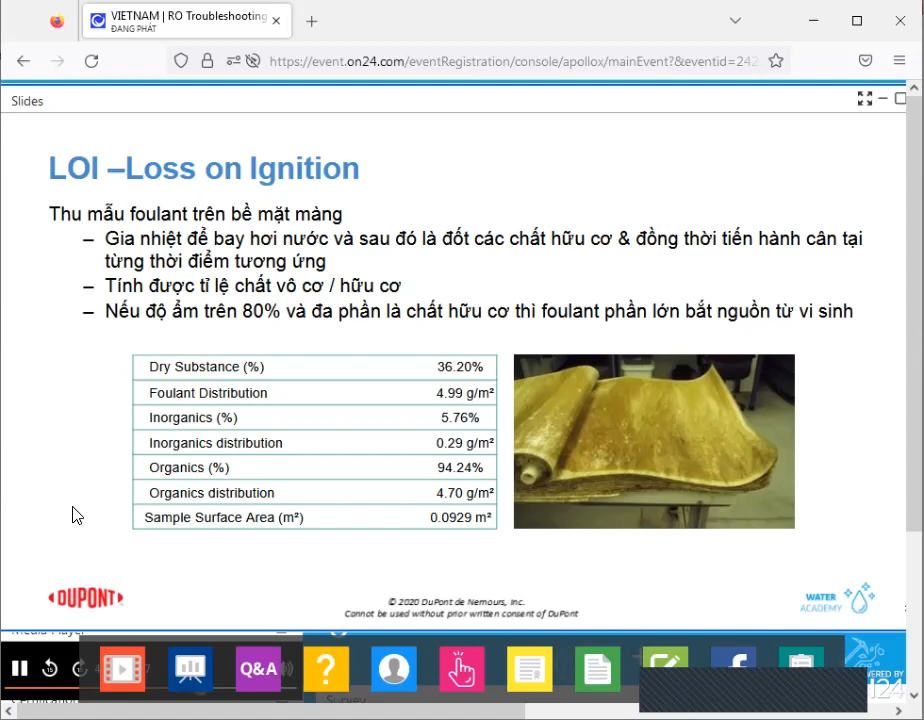 VIETNAM | RO Troubleshooting
ĐANG PHÁT
https://event.on24.com/eventRegistration/console/apollox/mainEvent?&eventid=242
Slides
LOI –Loss on Ignition
Thu mẫu foulant trên bề mặt màng
– Gia nhiệt để bay hơi nước và sau đó là đốt các chất hữu cơ & đồng thời tiến hành cân tại
từng thời điểm tương ứng
– Tính được tỉ lệ chất vô cơ / hữu cơ
– Nếu độ ẩm trên 80% và đa phần là chất hữu cơ thì foulant phần lớn bắt nguồn từ vi sinh
Dry Substance (%) 36.20%
Foulant Distribution 4.99 g/m²
Inorganics (%) 5.76%
Inorganics distribution 0.29 g/m²
Organics (%) 94.24%
Organics distribution 4.70 g/m²
Sample Surface Area (m²) 0.0929 m²
DUPONT
© 2020 DuPont de Nemours, Inc.
Cannot be used without prior written consent of DuPont
WATER
ACADEMY
Media Player
15
Q&A
?
f
Survey